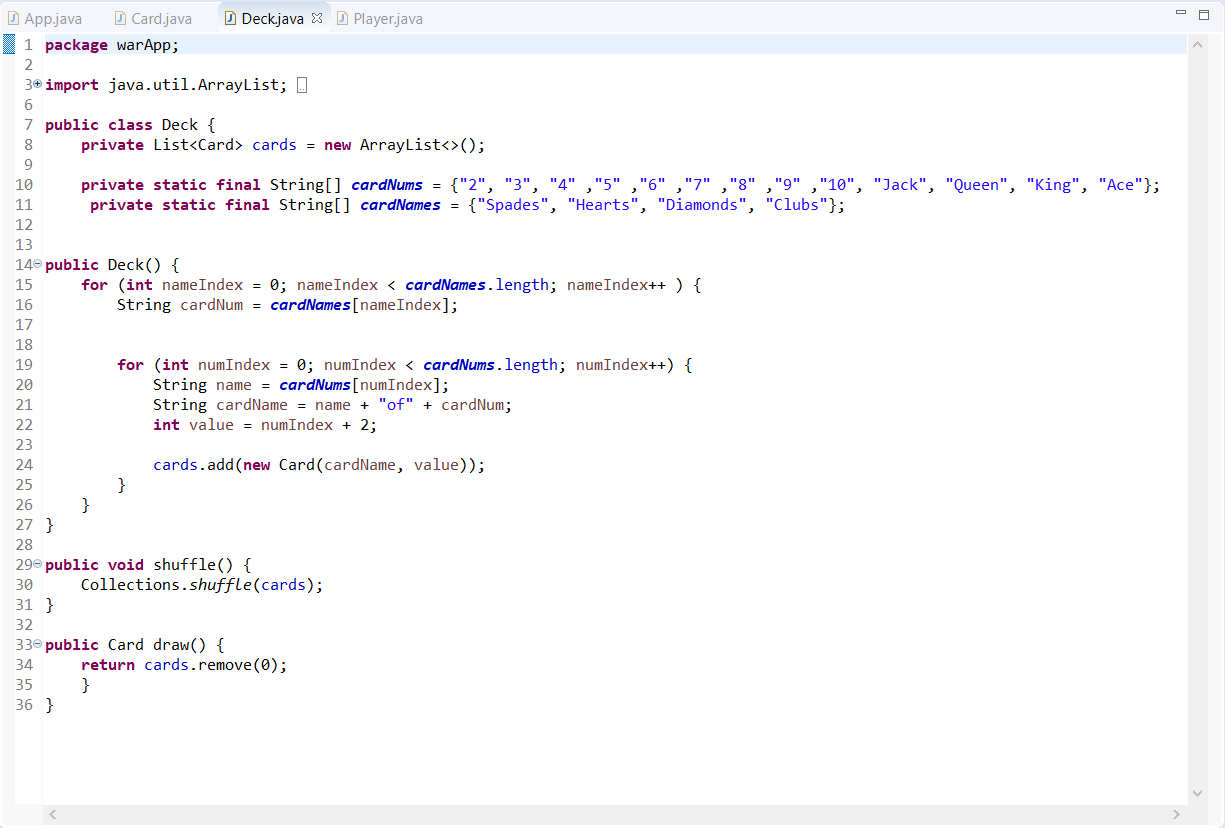 App.java Card.java Deck.java Player.java
1 package warApp;
2
3 import java.util.ArrayList;
6
7 public class Deck {
8     private List<Card> cards = new ArrayList<>();
9
10     private static final String[] cardNums = {"2", "3", "4" ,"5" ,"6" ,"7" ,"8" ,"9" ,"10", "Jack", "Queen", "King", "Ace"};
11      private static final String[] cardNames = {"Spades", "Hearts", "Diamonds", "Clubs"};
12
13
14 public Deck() {
15     for (int nameIndex = 0; nameIndex < cardNames.length; nameIndex++ ) {
16         String cardNum = cardNames[nameIndex];
17
18
19         for (int numIndex = 0; numIndex < cardNums.length; numIndex++) {
20             String name = cardNums[numIndex];
21             String cardName = name + "of" + cardNum;
22             int value = numIndex + 2;
23
24             cards.add(new Card(cardName, value));
25         }
26     }
27 }
28
29 public void shuffle() {
30     Collections.shuffle(cards);
31 }
32
33 public Card draw() {
34     return cards.remove(0);
35     }
36 }